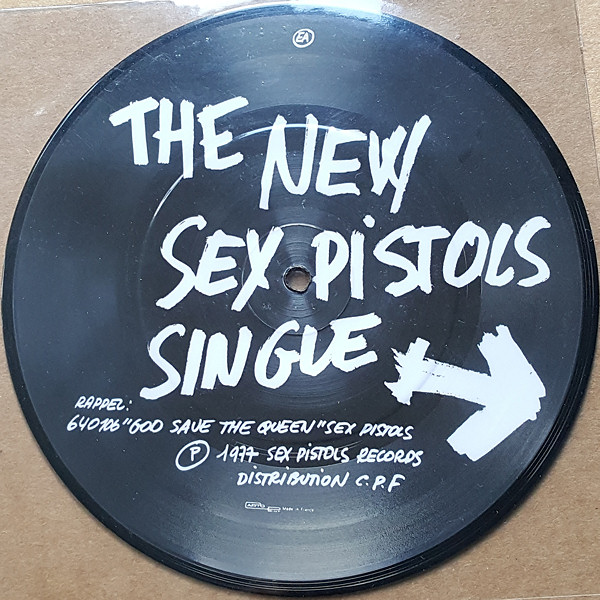 EA
THE
NEW
SEX PiSTOLS
SINGLE
RAPPEL:
640106 "GOD SAVE THE QUEEN" SEX PISTOLS
Ⓟ 1977 SEX PISTOLS RECORDS
DISTRIBUTION C.P.F
Made in France